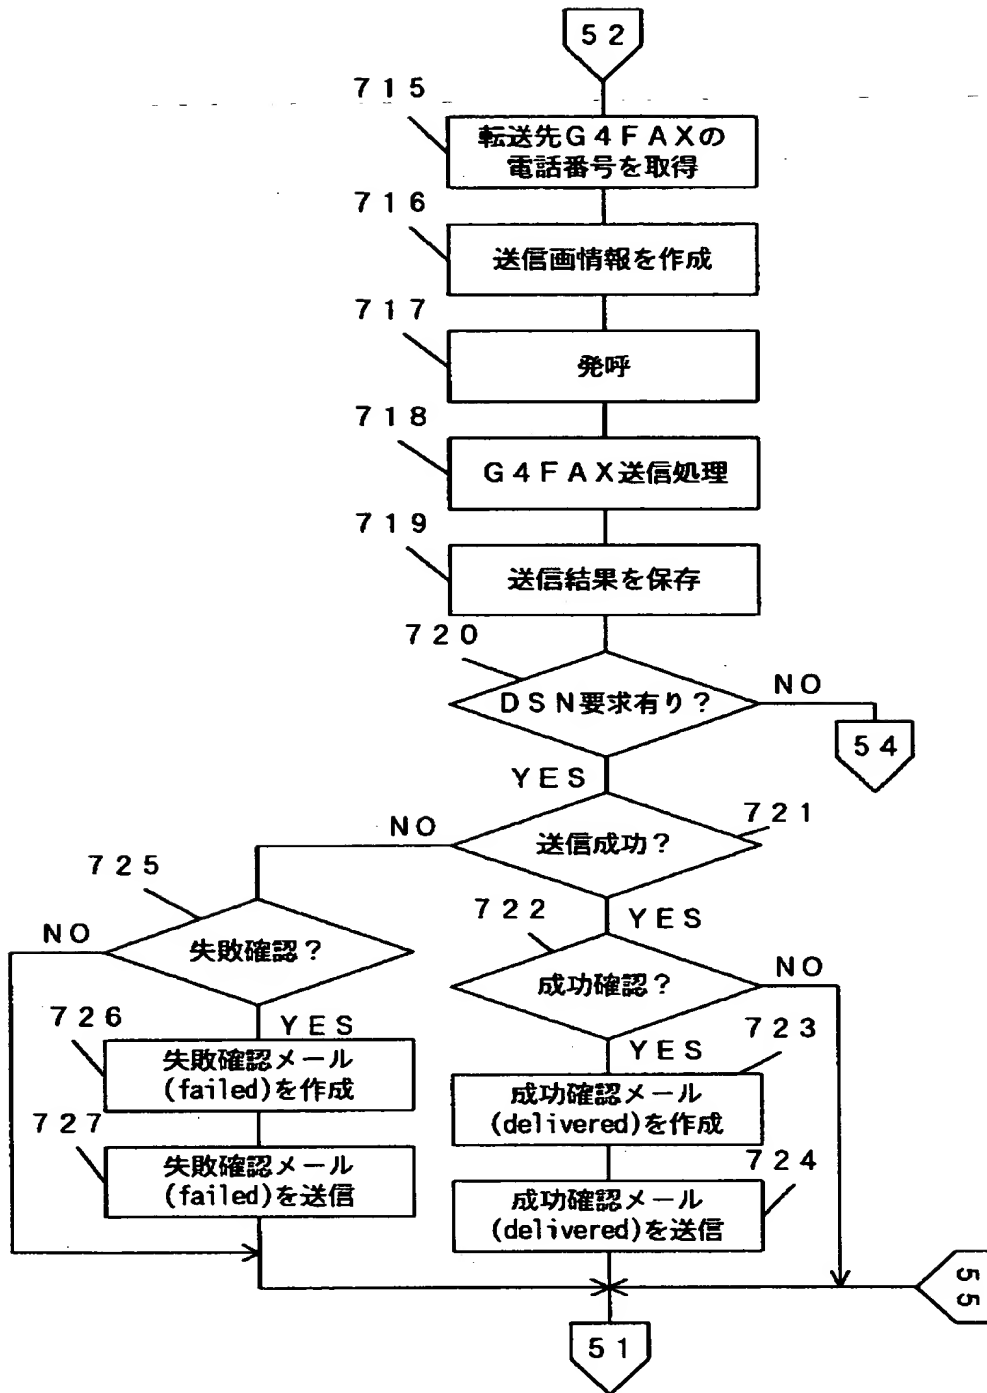 ５２
７１５
転送先Ｇ４ＦＡＸの
電話番号を取得
７１６
送信画情報を作成
７１７
発呼
７１８
Ｇ４ＦＡＸ送信処理
７１９
送信結果を保存
７２０
ＤＳＮ要求有り？
ＮＯ
５４
ＹＥＳ
７２１
送信成功？
ＮＯ
７２５
失敗確認？
ＮＯ
ＹＥＳ
７２２
成功確認？
ＮＯ
７２６
ＹＥＳ
失敗確認メール
(failed)を作成
ＹＥＳ
７２３
成功確認メール
(delivered)を作成
７２７
失敗確認メール
(failed)を送信
７２４
成功確認メール
(delivered)を送信
５５
５１